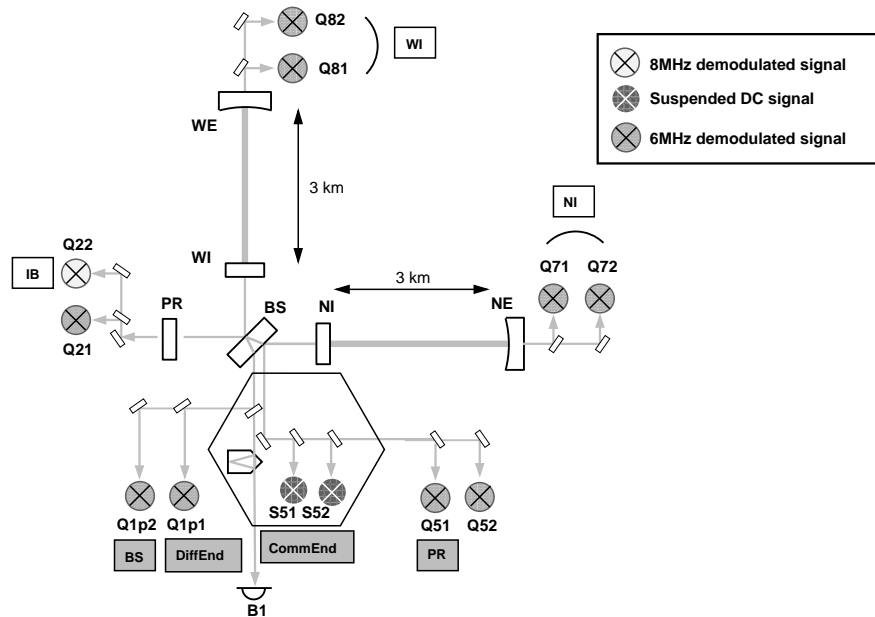 Q82
WI
Q81
8MHz demodulated signal
Suspended DC signal
6MHz demodulated signal
WE
3 km
NI
Q22
WI
Q71
Q72
IB
3 km
PR
BS
NI
NE
Q21
S51
S52
Q1p2
Q1p1
Q51
Q52
BS
DiffEnd
CommEnd
PR
B1